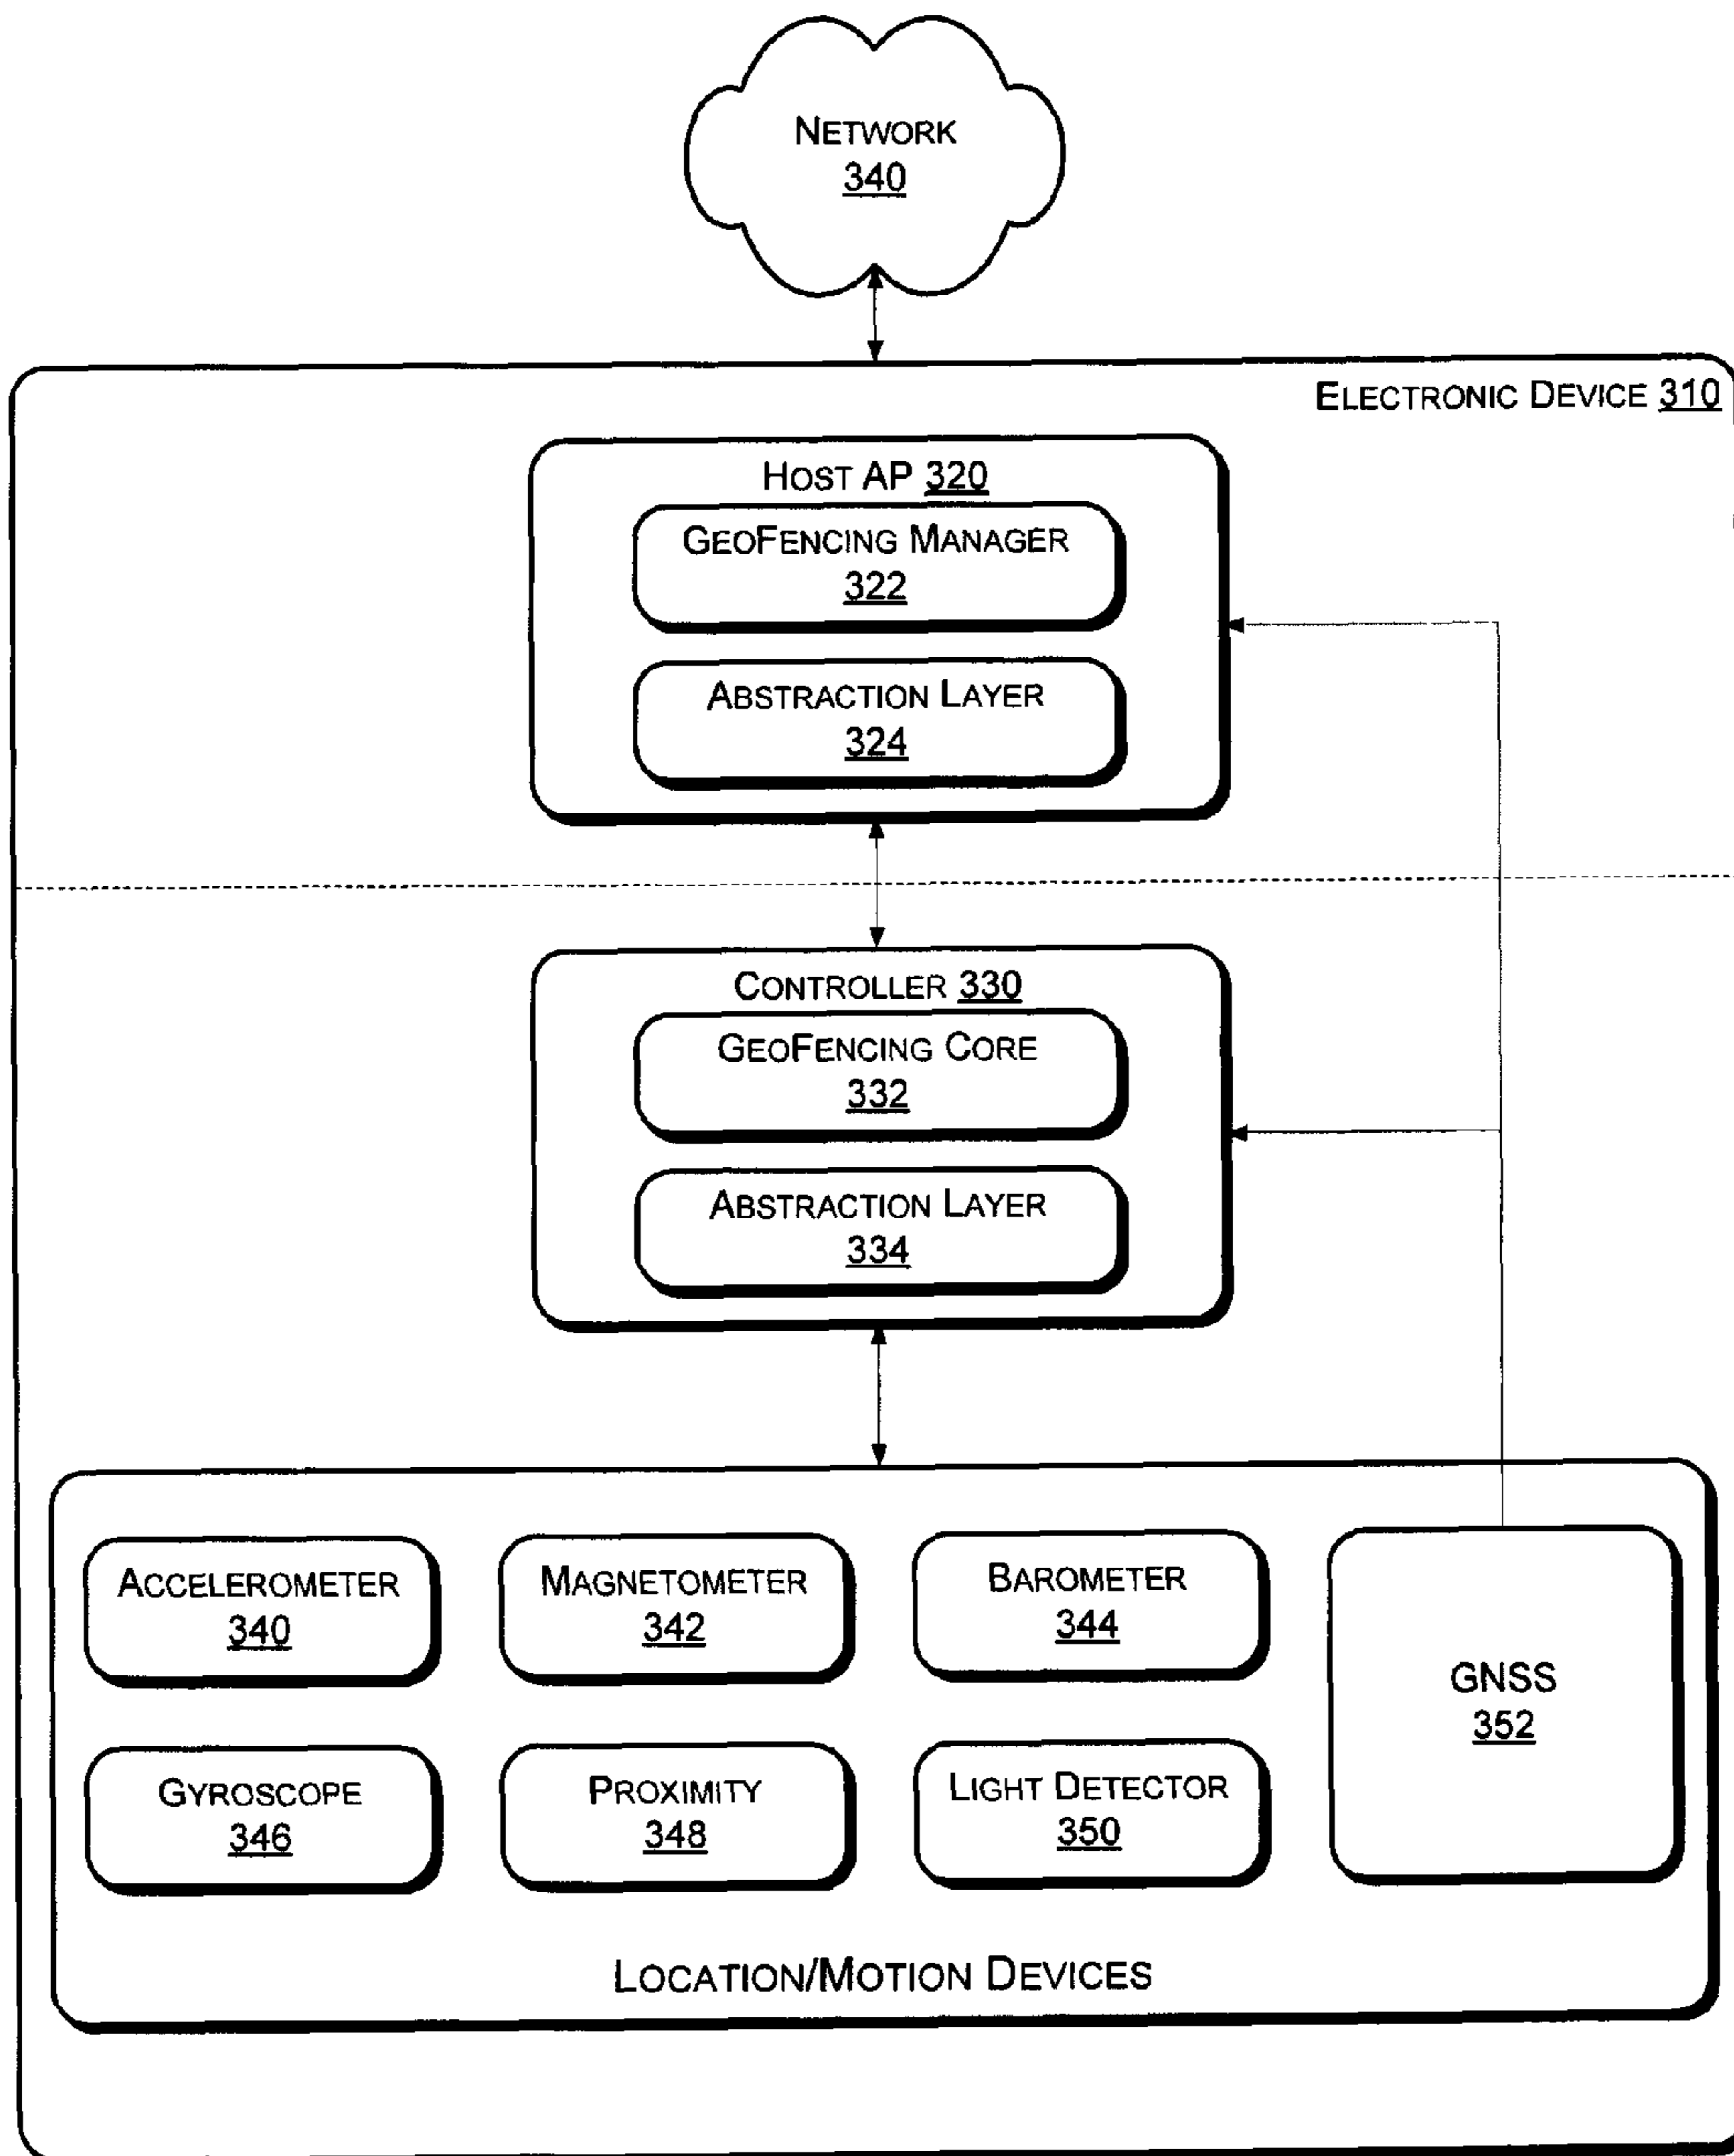 NETWORK
340
ELECTRONIC DEVICE 310
HOST AP 320
GEOFENCING MANAGER
322
ABSTRACTION LAYER
324
CONTROLLER 330
GEOFENCING CORE
332
ABSTRACTION LAYER
334
ACCELEROMETER
340
MAGNETOMETER
342
BAROMETER
344
GNSS
352
GYROSCOPE
346
PROXIMITY
348
LIGHT DETECTOR
350
LOCATION/MOTION DEVICES